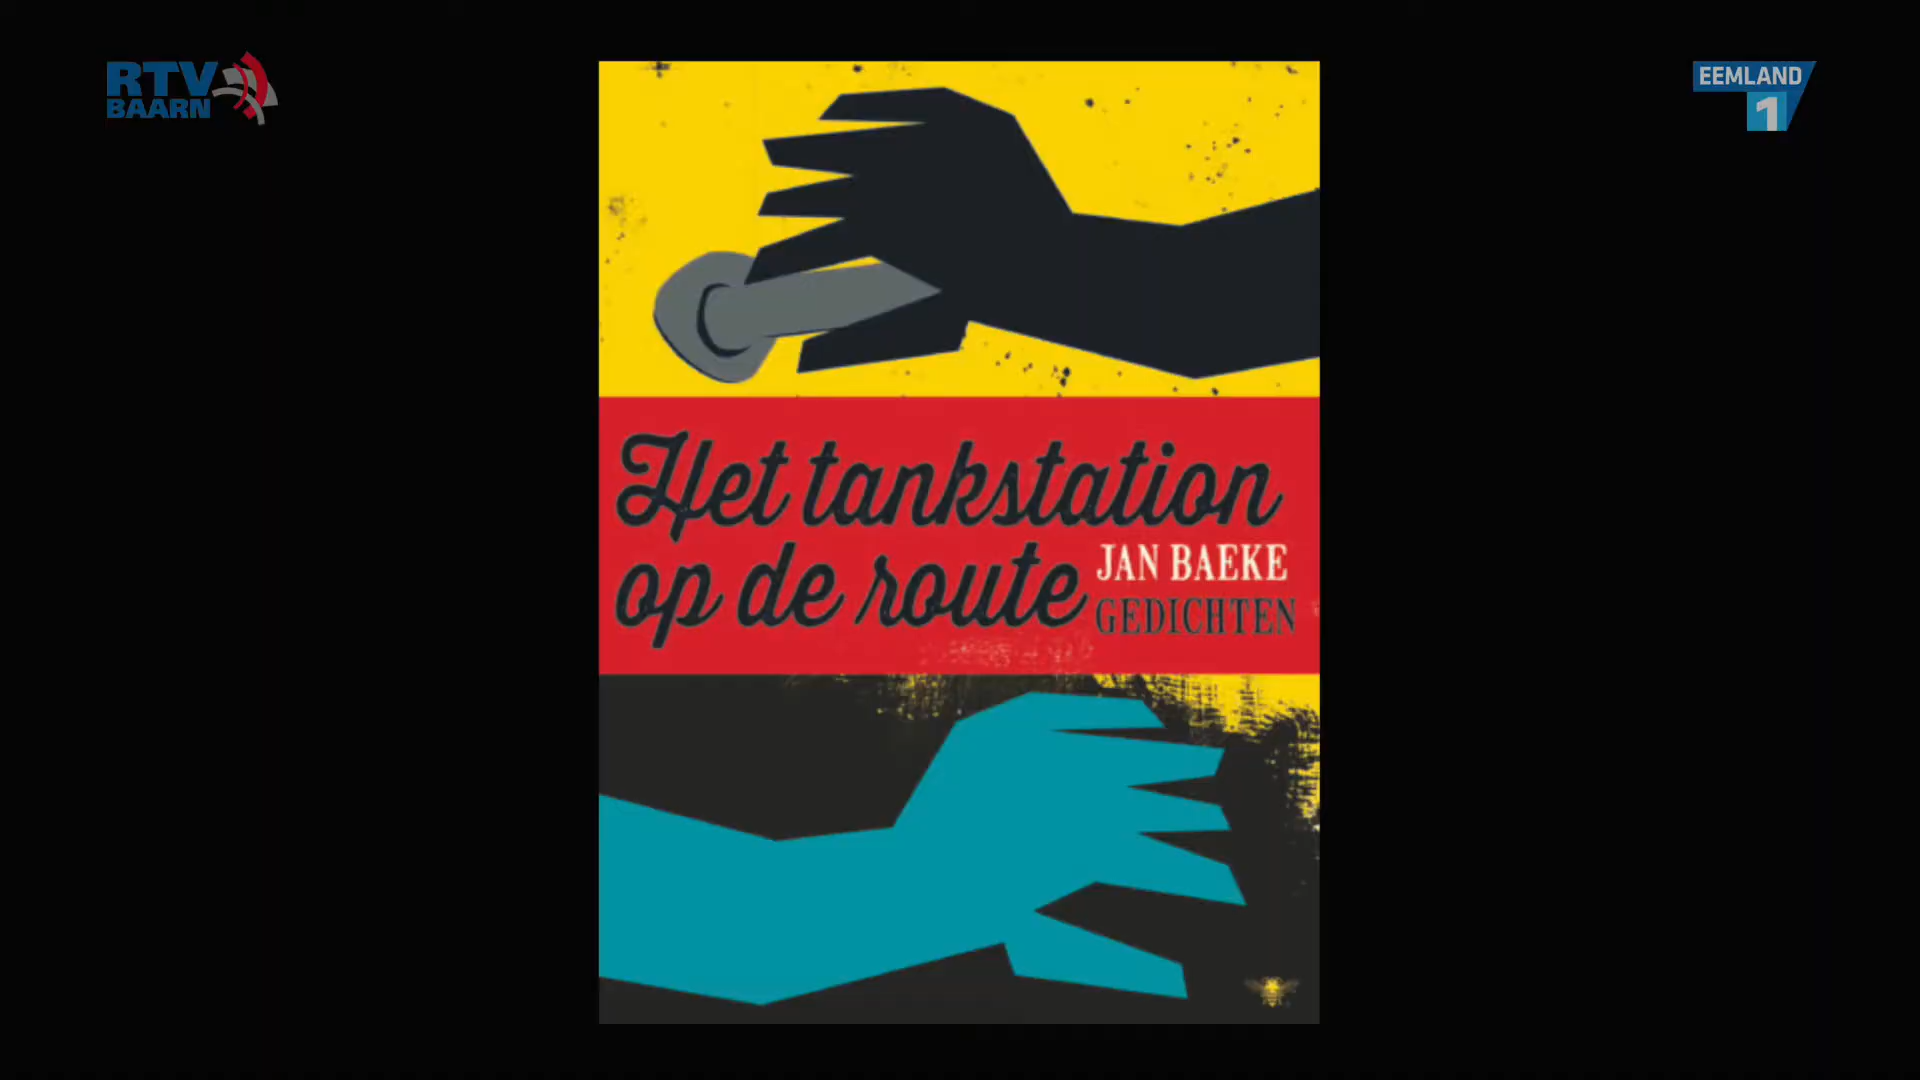 RTV
BAARN
EEMLAND
1
Het tankstation
op de route
JAN BAEKE
GEDICHTEN